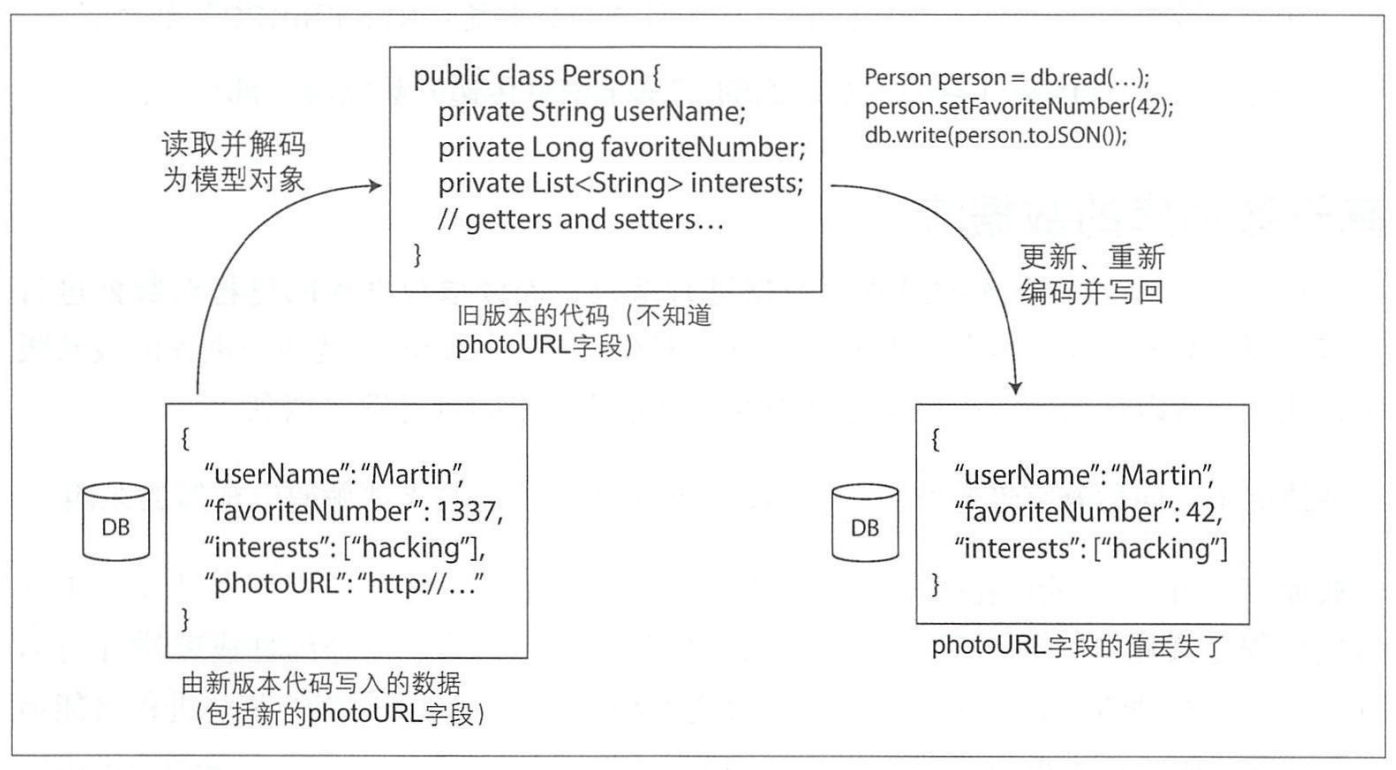 public class Person {
private String userName;
private Long favoriteNumber;
private List<String> interests;
// getters and setters…
}
Person person = db.read(…);
person.setFavoriteNumber(42);
db.write(person.toJSON());
读取并解码
为模型对象
更新、重新
编码并写回
旧版本的代码（不知道
photoURL字段）
DB
{
“userName”: “Martin”,
“favoriteNumber”: 1337,
“interests”: [“hacking”],
“photoURL”: “http://…”
}
由新版本代码写入的数据
（包括新的photoURL字段）
DB
{
“userName”: “Martin”,
“favoriteNumber”: 42,
“interests”: [“hacking”]
}
photoURL字段的值丢失了